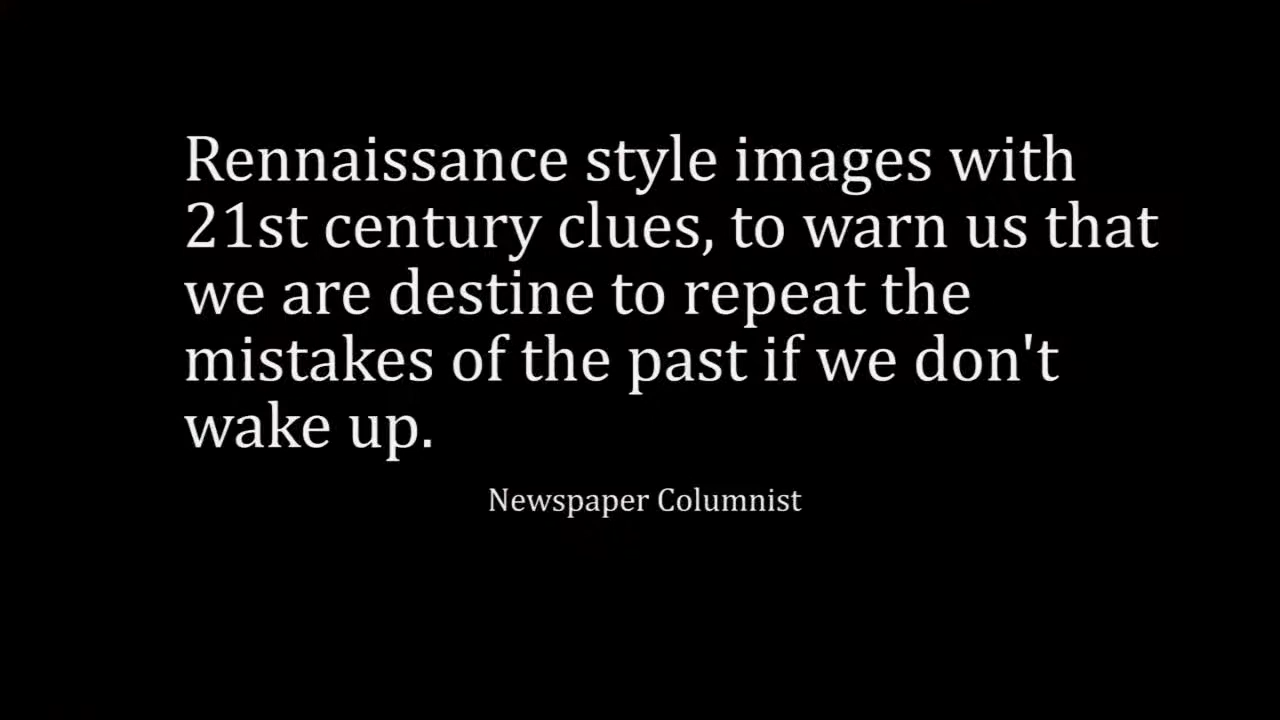 Rennaissance style images with
21st century clues, to warn us that
we are destine to repeat the
mistakes of the past if we don't
wake up.
Newspaper Columnist